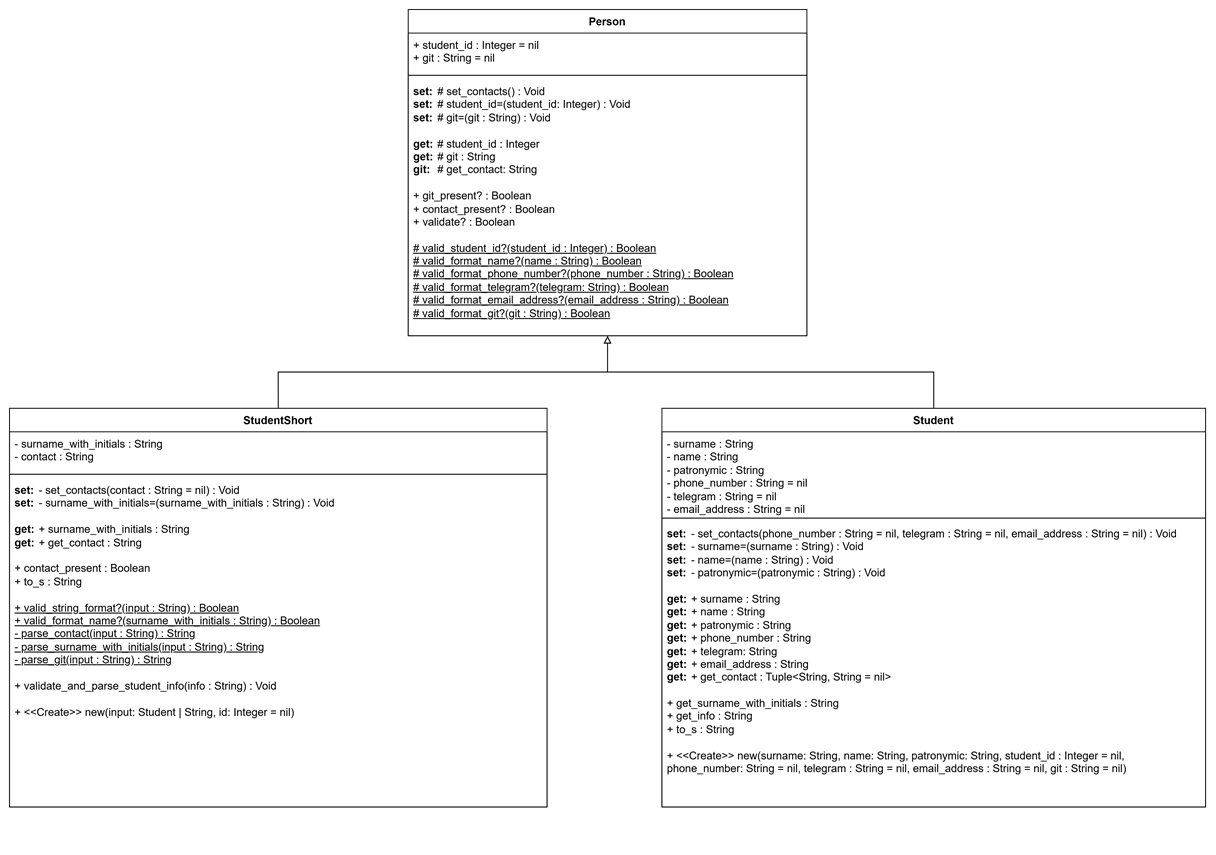 Person
+ student_id : Integer = nil
+ git : String = nil
set: # set_contacts() : Void
set: # student_id=(student_id: Integer) : Void
set: # git=(git : String) : Void
get: # student_id : Integer
get: # git : String
git: # get_contact: String
+ git_present? : Boolean
+ contact_present? : Boolean
+ validate? : Boolean
# valid_student_id?(student_id : Integer) : Boolean
# valid_format_name?(name : String) : Boolean
# valid_format_phone_number?(phone_number : String) : Boolean
# valid_format_telegram?(telegram: String) : Boolean
# valid_format_email_address?(email_address : String) : Boolean
# valid_format_git?(git : String) : Boolean
StudentShort
- surname_with_initials : String
- contact : String
set: - set_contacts(contact : String = nil) : Void
set: - surname_with_initials=(surname_with_initials : String) : Void
get: + surname_with_initials : String
get: + get_contact : String
+ contact_present : Boolean
+ to_s : String
+ valid_string_format?(input : String) : Boolean
+ valid_format_name?(surname_with_initials : String) : Boolean
- parse_contact(input : String) : String
- parse_surname_with_initials(input : String) : String
- parse_git(input : String) : String
+ validate_and_parse_student_info(info : String) : Void
+ <<Create>> new(input: Student | String, id: Integer = nil)
Student
- surname : String
- name : String
- patronymic : String
- phone_number : String = nil
- telegram : String = nil
- email_address : String = nil
set: - set_contacts(phone_number : String = nil, telegram : String = nil, email_address : String = nil) : Void
set: - surname=(surname : String) : Void
set: - name=(name : String) : Void
set: - patronymic=(patronymic : String) : Void
get: + surname : String
get: + name : String
get: + patronymic : String
get: + phone_number : String
get: + telegram: String
get: + email_address : String
get: + get_contact : Tuple<String, String = nil>
+ get_surname_with_initials : String
+ get_info : String
+ to_s : String
+ <<Create>> new(surname: String, name: String, patronymic: String, student_id : Integer = nil,
phone_number: String = nil, telegram : String = nil, email_address : String = nil, git : String = nil)